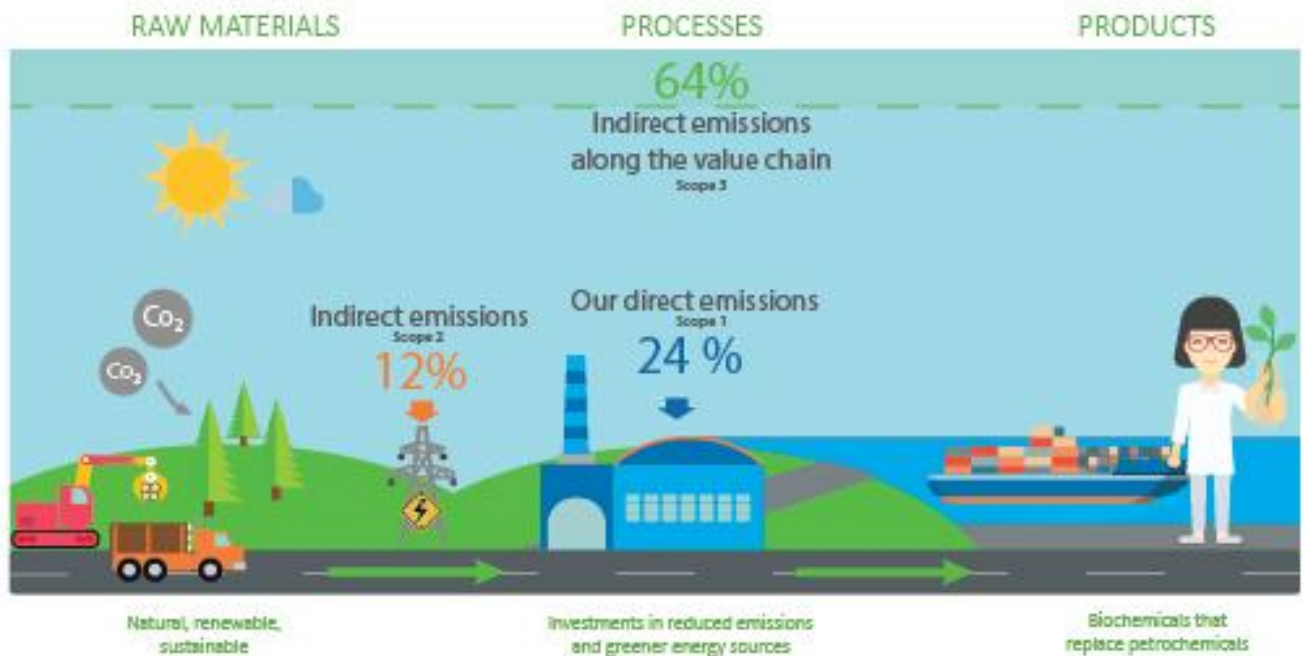 RAW MATERIALS
PROCESSES
PRODUCTS
64%
Indirect emissions
along the value chain
Scope 3
Our direct emissions
Scope 1
24 %
Indirect emissions
Scope 2
12%
Co₂
Co₂
Natural, renewable,
sustainable
Investments in reduced emissions
and greener energy sources
Biochemicals that
replace petrochemicals